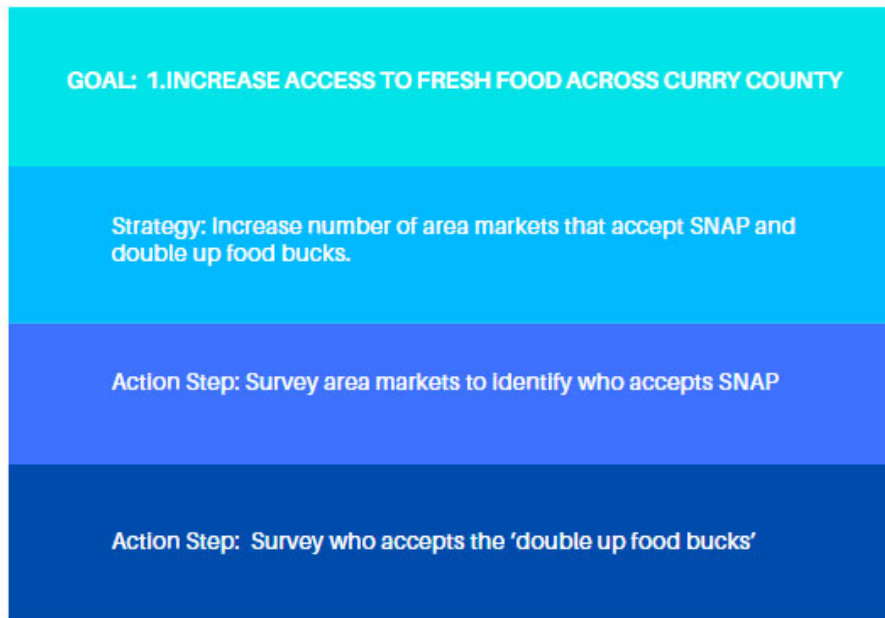 GOAL:  1.INCREASE ACCESS TO FRESH FOOD ACROSS CURRY COUNTY
Strategy: Increase number of area markets that accept SNAP and
double up food bucks.
Action Step: Survey area markets to identify who accepts SNAP
Action Step:  Survey who accepts the ‘double up food bucks’